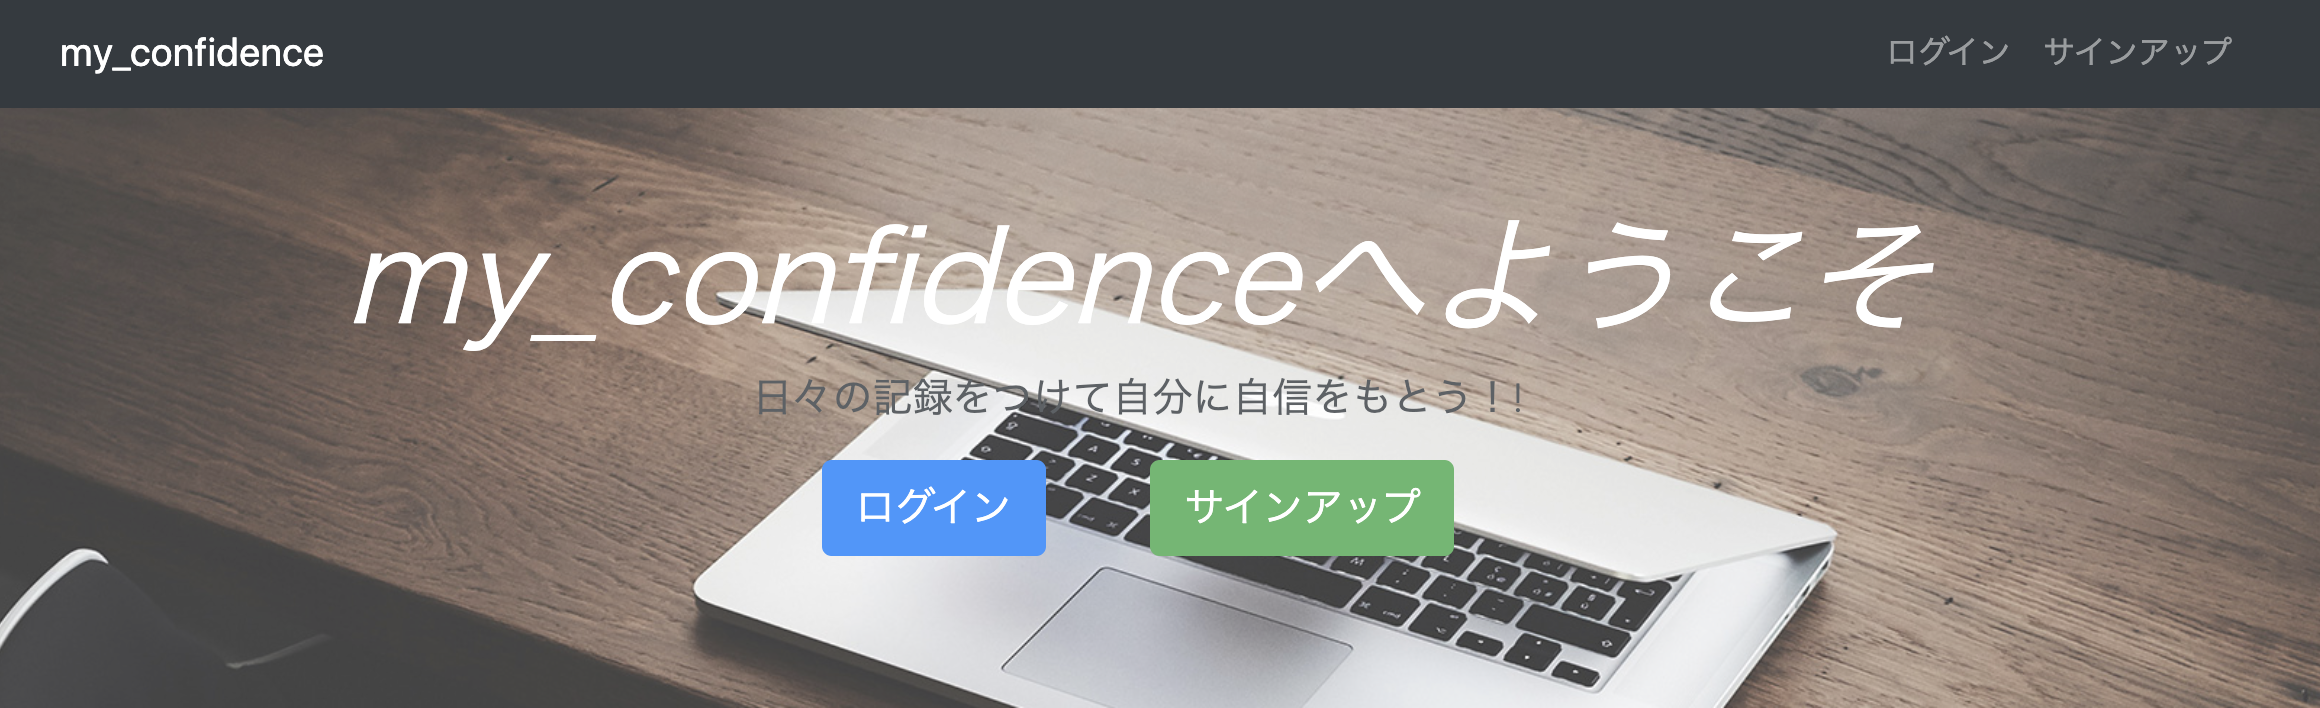 my_confidence
ログイン サインアップ
my_confidenceへようこそ
日々の記録をつけて自分に自信をもとう！!
ログイン
サインアップ